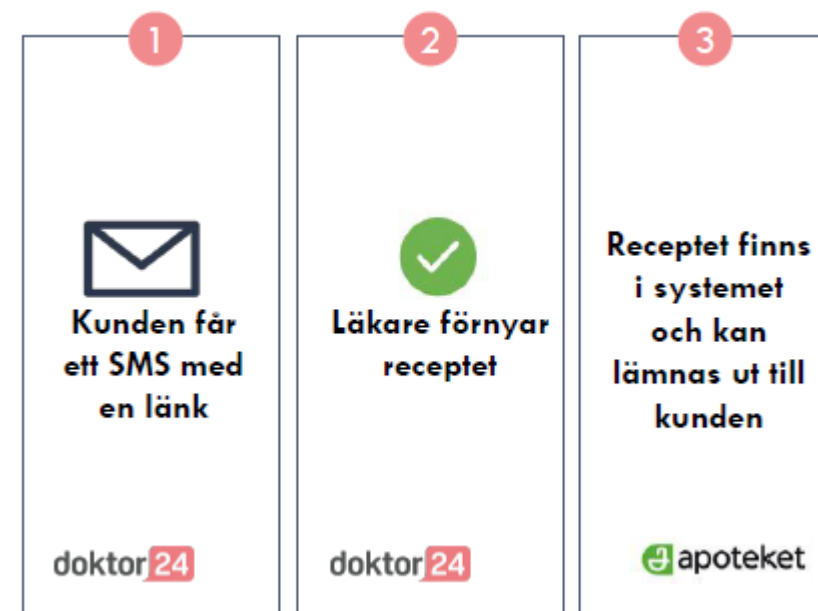 1
Kunden får
ett SMS med
en länk
doktor24
2
Läkare förnyar
receptet
doktor24
3
Receptet finns
i systemet
och kan
lämnas ut till
kunden
apoteket